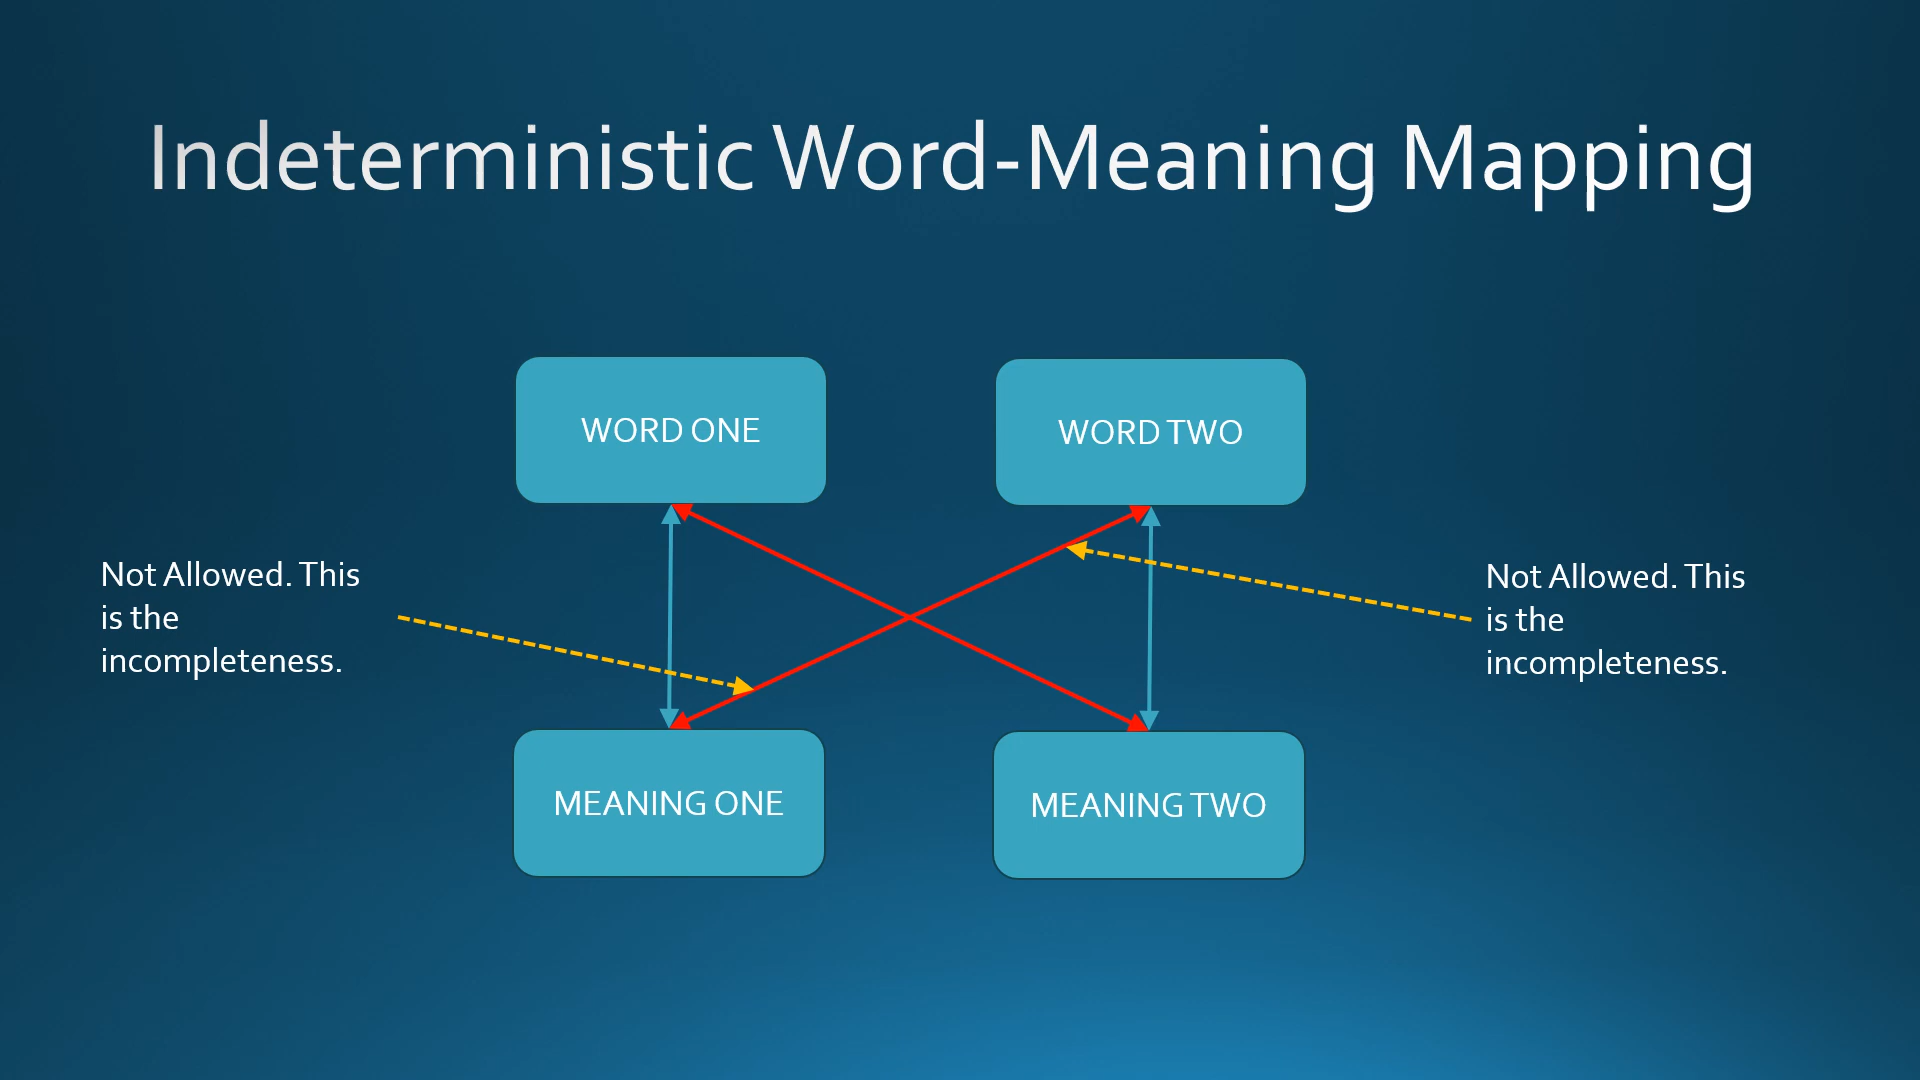 Indeterministic Word-Meaning Mapping
WORD ONE
WORD TWO
Not Allowed. This
is the
incompleteness.
Not Allowed. This
is the
incompleteness.
MEANING ONE
MEANING TWO